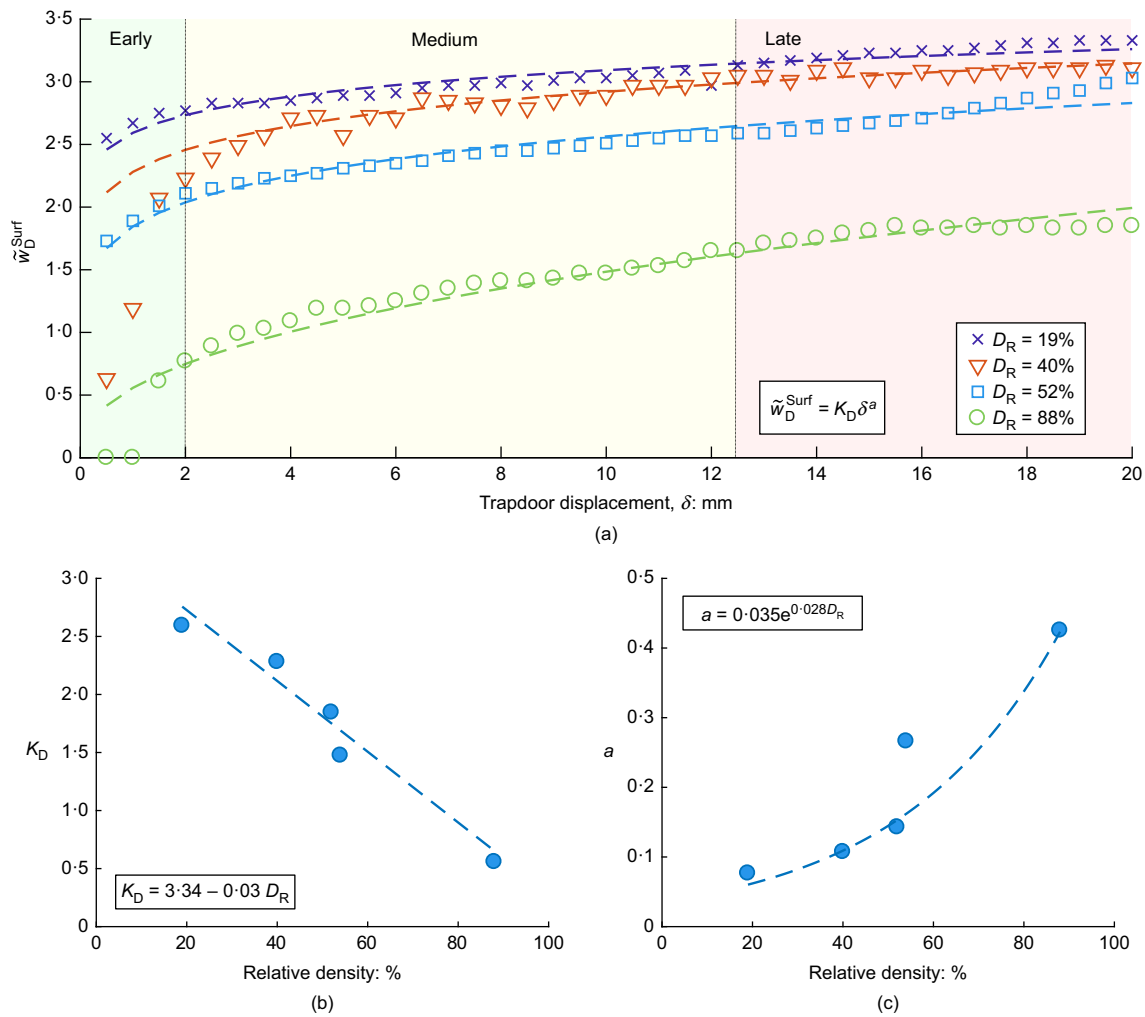 3·5
3·0
2·5
2·0
1·5
1·0
0·5
0
w̃_D^Surf
Early
Medium
Late
D_R = 19%
D_R = 40%
D_R = 52%
D_R = 88%
w̃_D^Surf = K_D δ^a
0 2 4 6 8 10 12 14 16 18 20
Trapdoor displacement, δ: mm
(a)
3·0
2·5
2·0
1·5
1·0
0·5
0
K_D
K_D = 3·34 – 0·03 D_R
0 20 40 60 80 100
Relative density: %
(b)
0·5
0·4
0·3
0·2
0·1
0
a
a = 0·035e^0·028D_R
0 20 40 60 80 100
Relative density: %
(c)